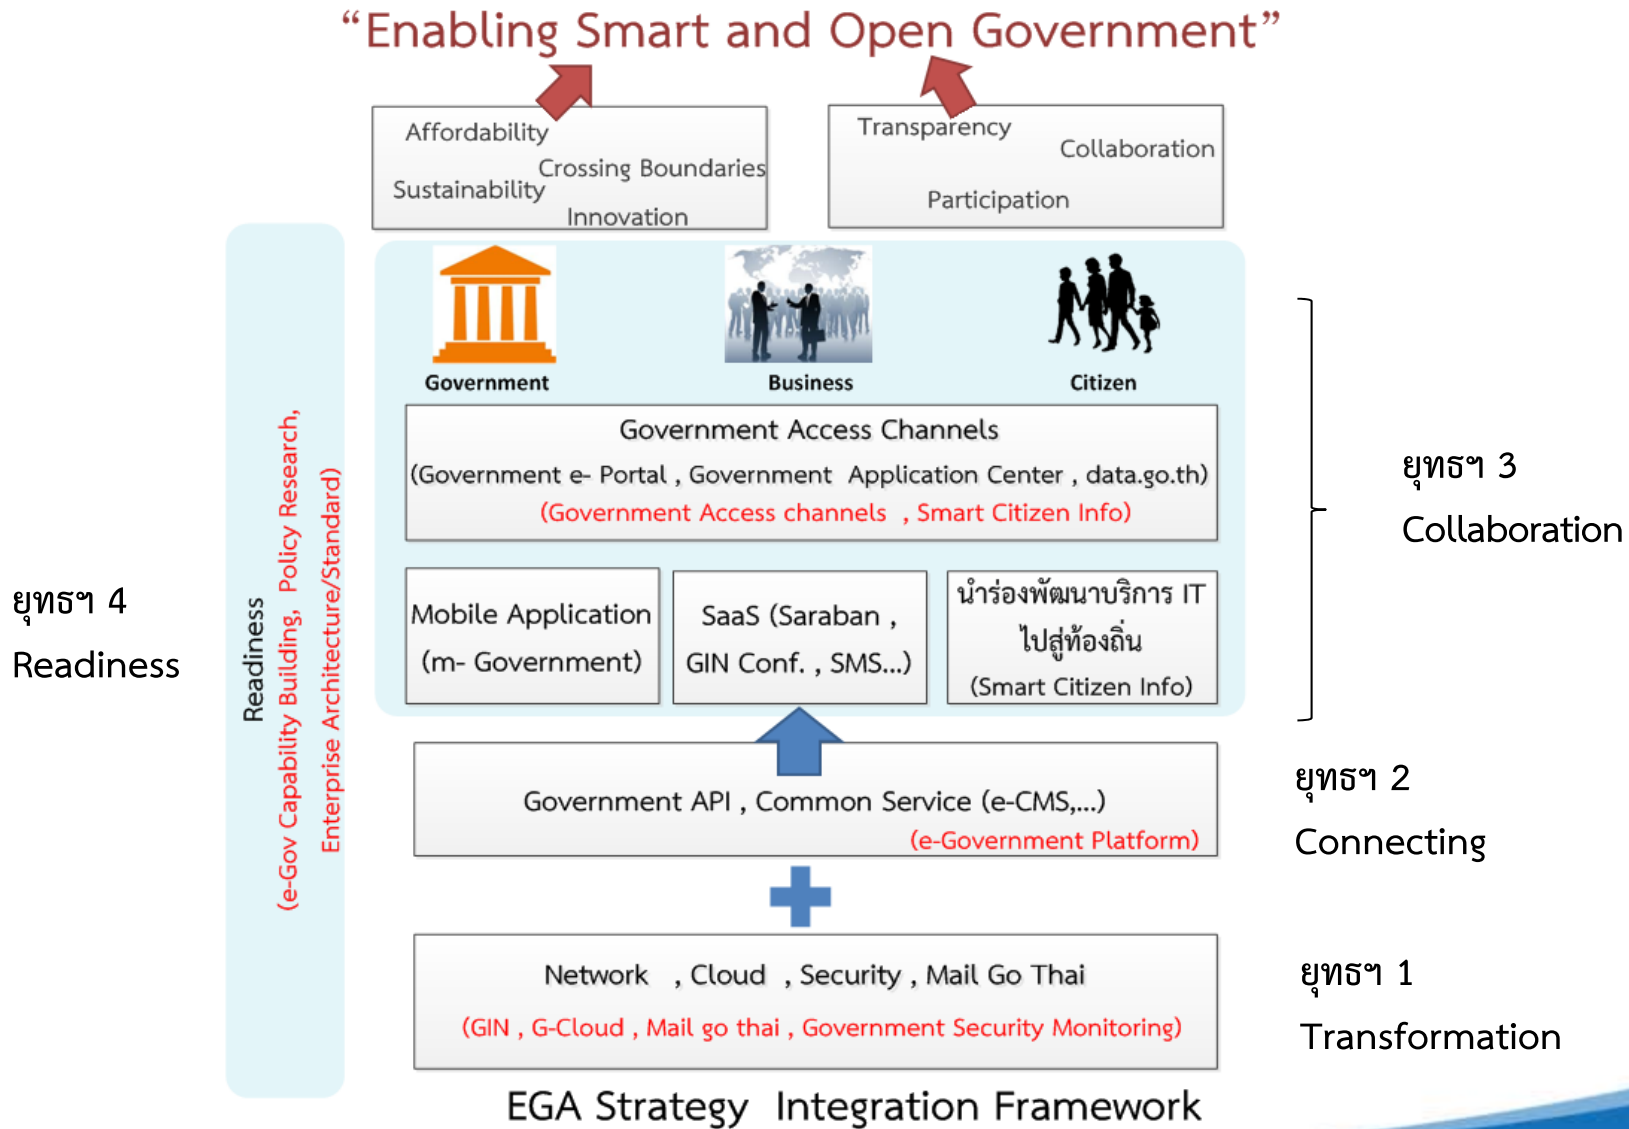 “Enabling Smart and Open Government”
Affordability
Crossing Boundaries
Sustainability
Innovation
Transparency
Collaboration
Participation
Government
Business
Citizen
Government Access Channels
(Government e- Portal , Government Application Center , data.go.th)
(Government Access channels , Smart Citizen Info)
Mobile Application
(m- Government)
SaaS (Saraban ,
GIN Conf. , SMS...)
นำร่องพัฒนาบริการ IT
ไปสู่ท้องถิ่น
(Smart Citizen Info)
ยุทธฯ 3
Collaboration
ยุทธฯ 4
Readiness
Readiness
(e-Gov Capability Building, Policy Research,
Enterprise Architecture/Standard)
Government API , Common Service (e-CMS,...)
(e-Government Platform)
ยุทธฯ 2
Connecting
Network , Cloud , Security , Mail Go Thai
(GIN , G-Cloud , Mail go thai , Government Security Monitoring)
ยุทธฯ 1
Transformation
EGA Strategy Integration Framework